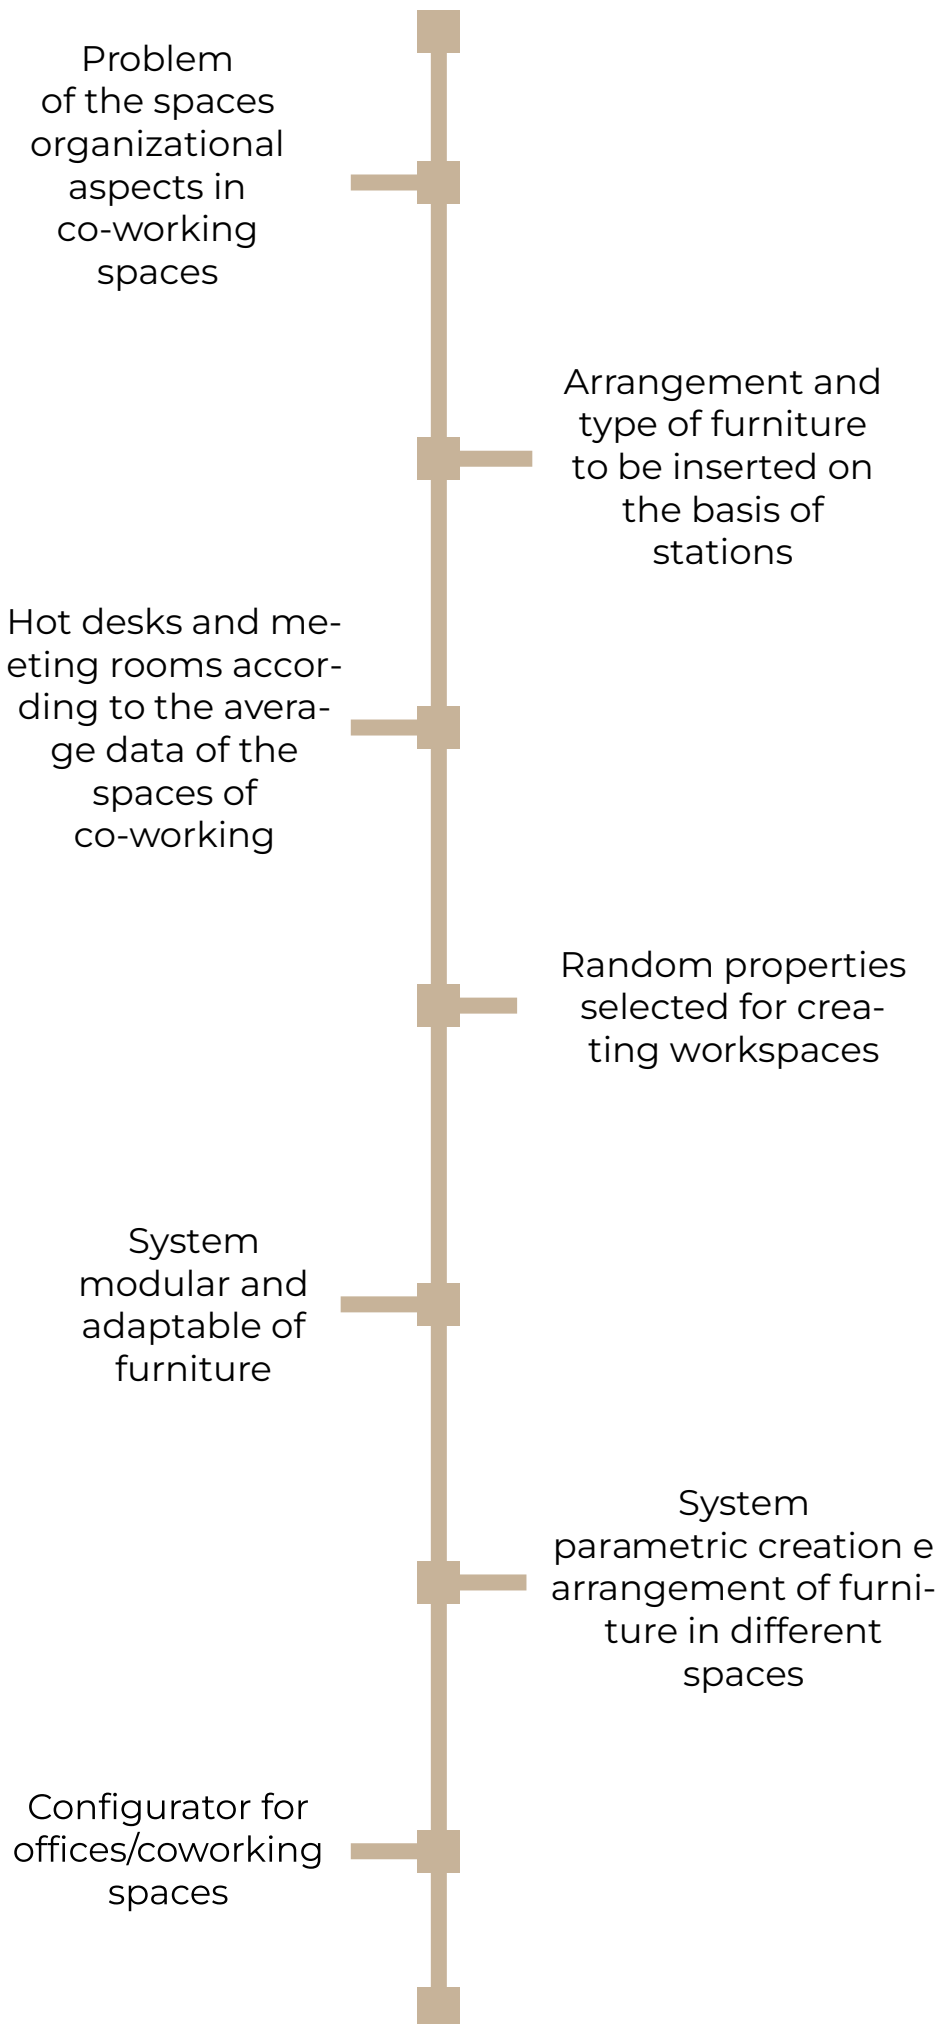 Problem
of the spaces
organizational
aspects in
co-working
spaces
Arrangement and
type of furniture
to be inserted on
the basis of
stations
Hot desks and me-
eting rooms accor-
ding to the avera-
ge data of the
spaces of
co-working
Random properties
selected for crea-
ting workspaces
System
modular and
adaptable of
furniture
System
parametric creation e
arrangement of furni-
ture in different
spaces
Configurator for
offices/coworking
spaces